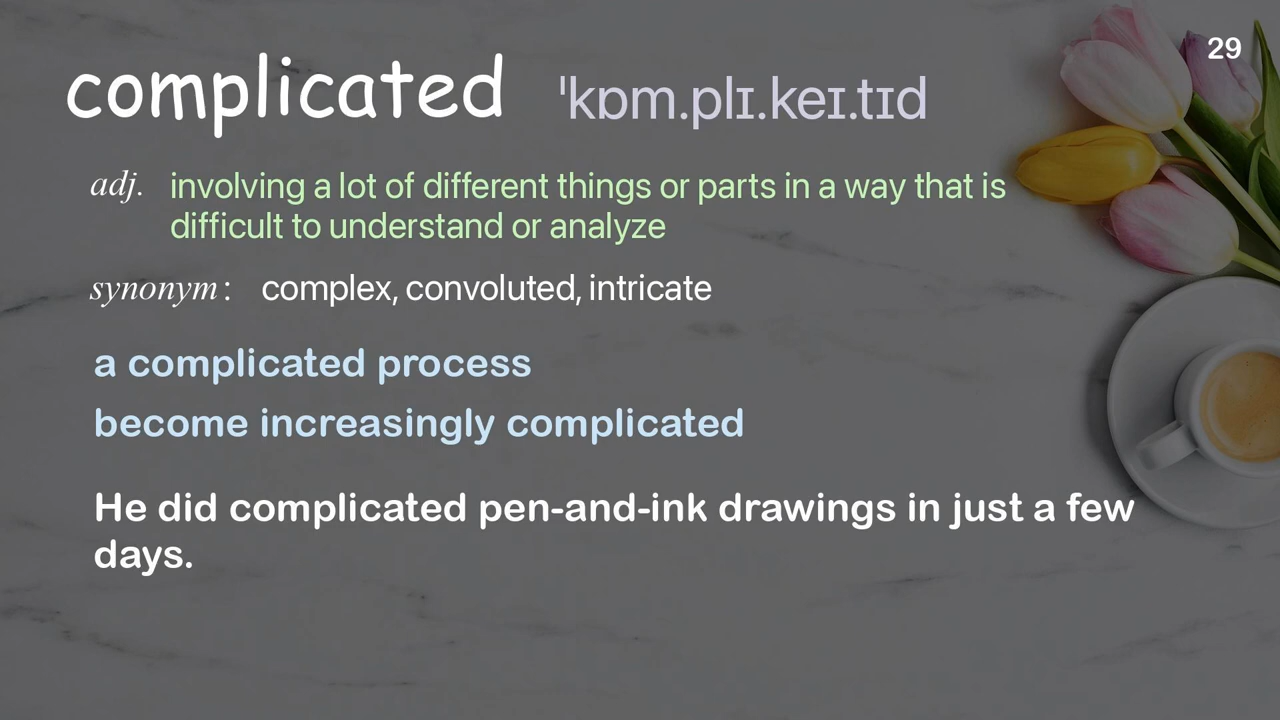 29
complicated ˈkɒm.plɪ.keɪ.tɪd
adj. involving a lot of different things or parts in a way that is
difficult to understand or analyze
synonym: complex, convoluted, intricate
a complicated process
become increasingly complicated
He did complicated pen-and-ink drawings in just a few
days.